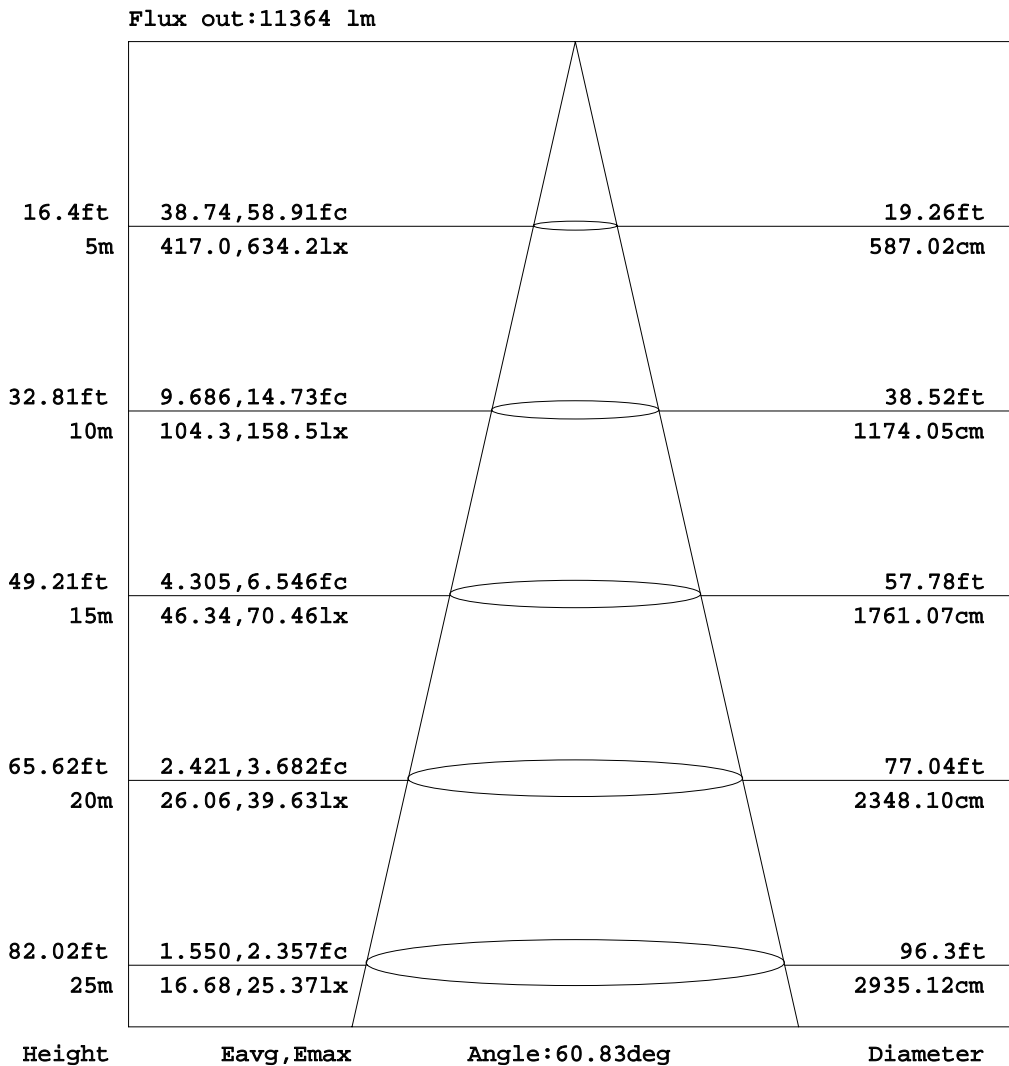 Flux out:11364 lm
16.4ft 38.74,58.91fc 19.26ft
5m 417.0,634.2lx 587.02cm
32.81ft 9.686,14.73fc 38.52ft
10m 104.3,158.5lx 1174.05cm
49.21ft 4.305,6.546fc 57.78ft
15m 46.34,70.46lx 1761.07cm
65.62ft 2.421,3.682fc 77.04ft
20m 26.06,39.63lx 2348.10cm
82.02ft 1.550,2.357fc 96.3ft
25m 16.68,25.37lx 2935.12cm
Height Eavg,Emax Angle:60.83deg Diameter